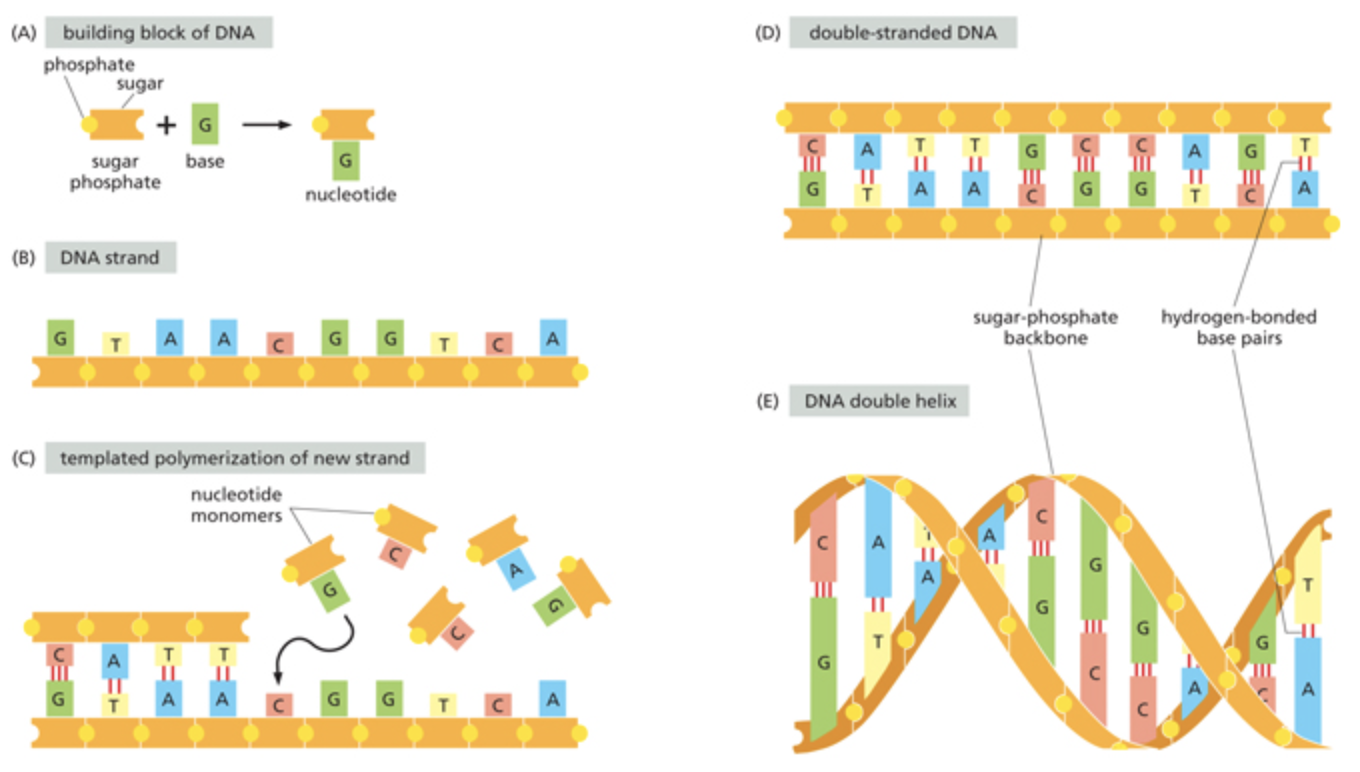 (A) building block of DNA
phosphate
sugar
+ G
sugar
phosphate
base
G
nucleotide
(B) DNA strand
G T A A C G G T C A
(C) templated polymerization of new strand
nucleotide
monomers
C
A
G
G
C
C A T T
G T A A C G G T C A
(D) double-stranded DNA
C A T T G C C A G T
G T A A C G G T C A
sugar-phosphate
backbone
hydrogen-bonded
base pairs
(E) DNA double helix
C A T A C G G G T
G T A G C C A C A